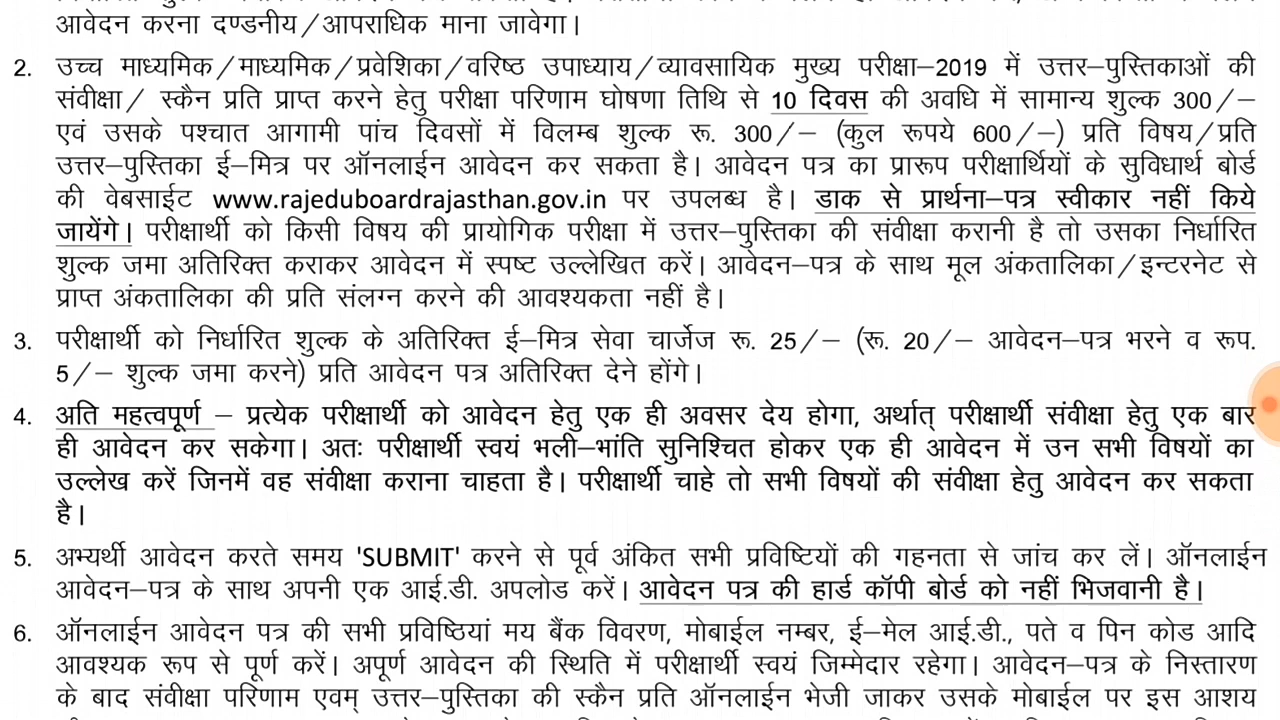 आवेदन करना दण्डनीय/आपराधिक माना जावेगा।
2. उच्च माध्यमिक/माध्यमिक/प्रवेशिका/वरिष्ठ उपाध्याय/व्यावसायिक मुख्य परीक्षा–2019 में उत्तर–पुस्तिकाओं की
संवीक्षा/ स्कैन प्रति प्राप्त करने हेतु परीक्षा परिणाम घोषणा तिथि से 10 दिवस की अवधि में सामान्य शुल्क 300/–
एवं उसके पश्चात आगामी पांच दिवसों में विलम्ब शुल्क रू. 300/– (कुल रूपये 600/–) प्रति विषय/प्रति
उत्तर–पुस्तिका ई–मित्र पर ऑनलाईन आवेदन कर सकता है। आवेदन पत्र का प्रारूप परीक्षार्थियों के सुविधार्थ बोर्ड
की वेबसाईट www.rajeduboardrajasthan.gov.in पर उपलब्ध है। डाक से प्रार्थना–पत्र स्वीकार नहीं किये
जायेंगे। परीक्षार्थी को किसी विषय की प्रायोगिक परीक्षा में उत्तर–पुस्तिका की संवीक्षा करानी है तो उसका निर्धारित
शुल्क जमा अतिरिक्त कराकर आवेदन में स्पष्ट उल्लेखित करें। आवेदन–पत्र के साथ मूल अंकतालिका/इन्टरनेट से
प्राप्त अंकतालिका की प्रति संलग्न करने की आवश्यकता नहीं है।
3. परीक्षार्थी को निर्धारित शुल्क के अतिरिक्त ई–मित्र सेवा चार्जेज रू. 25/– (रू. 20/– आवेदन–पत्र भरने व रूप.
5/– शुल्क जमा करने) प्रति आवेदन पत्र अतिरिक्त देने होंगे।
4. अति महत्वपूर्ण – प्रत्येक परीक्षार्थी को आवेदन हेतु एक ही अवसर देय होगा, अर्थात् परीक्षार्थी संवीक्षा हेतु एक बार
ही आवेदन कर सकेगा। अतः परीक्षार्थी स्वयं भली–भांति सुनिश्चित होकर एक ही आवेदन में उन सभी विषयों का
उल्लेख करें जिनमें वह संवीक्षा कराना चाहता है। परीक्षार्थी चाहे तो सभी विषयों की संवीक्षा हेतु आवेदन कर सकता
है।
5. अभ्यर्थी आवेदन करते समय 'SUBMIT' करने से पूर्व अंकित सभी प्रविष्टियों की गहनता से जांच कर लें। ऑनलाईन
आवेदन–पत्र के साथ अपनी एक आई.डी. अपलोड करें। आवेदन पत्र की हार्ड कॉपी बोर्ड को नहीं भिजवानी है।
6. ऑनलाईन आवेदन पत्र की सभी प्रविष्ठियां मय बैंक विवरण, मोबाईल नम्बर, ई–मेल आई.डी., पते व पिन कोड आदि
आवश्यक रूप से पूर्ण करें। अपूर्ण आवेदन की स्थिति में परीक्षार्थी स्वयं जिम्मेदार रहेगा। आवेदन–पत्र के निस्तारण
के बाद संवीक्षा परिणाम एवम् उत्तर–पुस्तिका की स्कैन प्रति ऑनलाईन भेजी जाकर उसके मोबाईल पर इस आशय